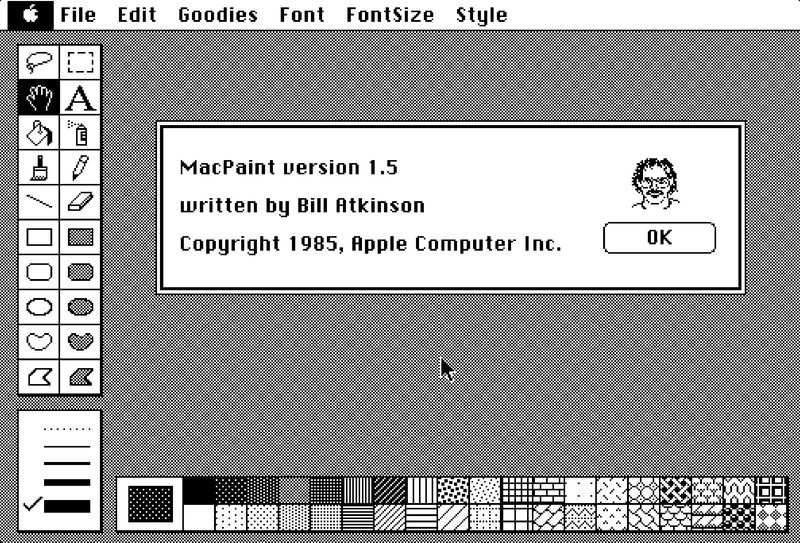 File Edit Goodies Font FontSize Style
A
MacPaint version 1.5
written by Bill Atkinson
Copyright 1985, Apple Computer Inc.
OK